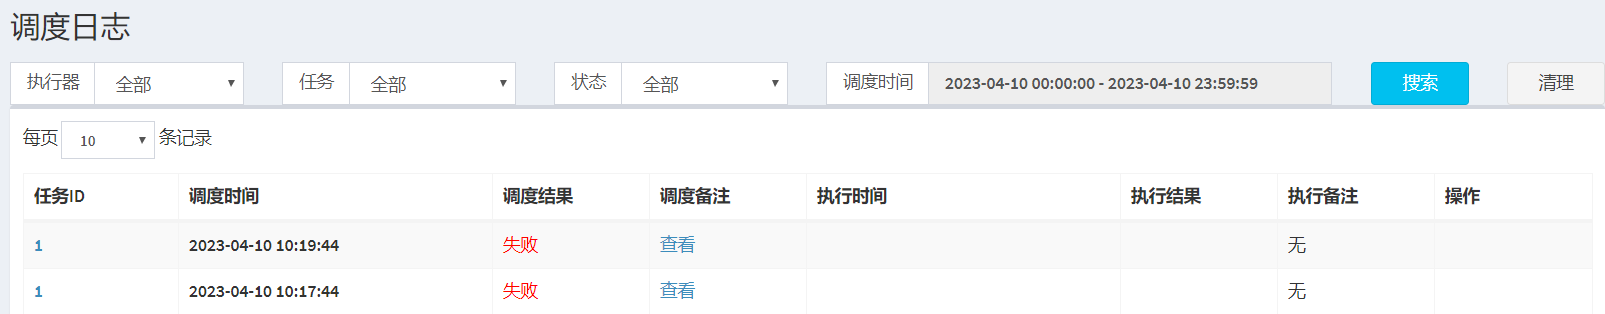 调度日志
执行器 全部 任务 全部 状态 全部 调度时间 2023-04-10 00:00:00 - 2023-04-10 23:59:59 搜索 清理
每页 10 条记录
任务ID 调度时间 调度结果 调度备注 执行时间 执行结果 执行备注 操作
1 2023-04-10 10:19:44 失败 查看 无
1 2023-04-10 10:17:44 失败 查看 无